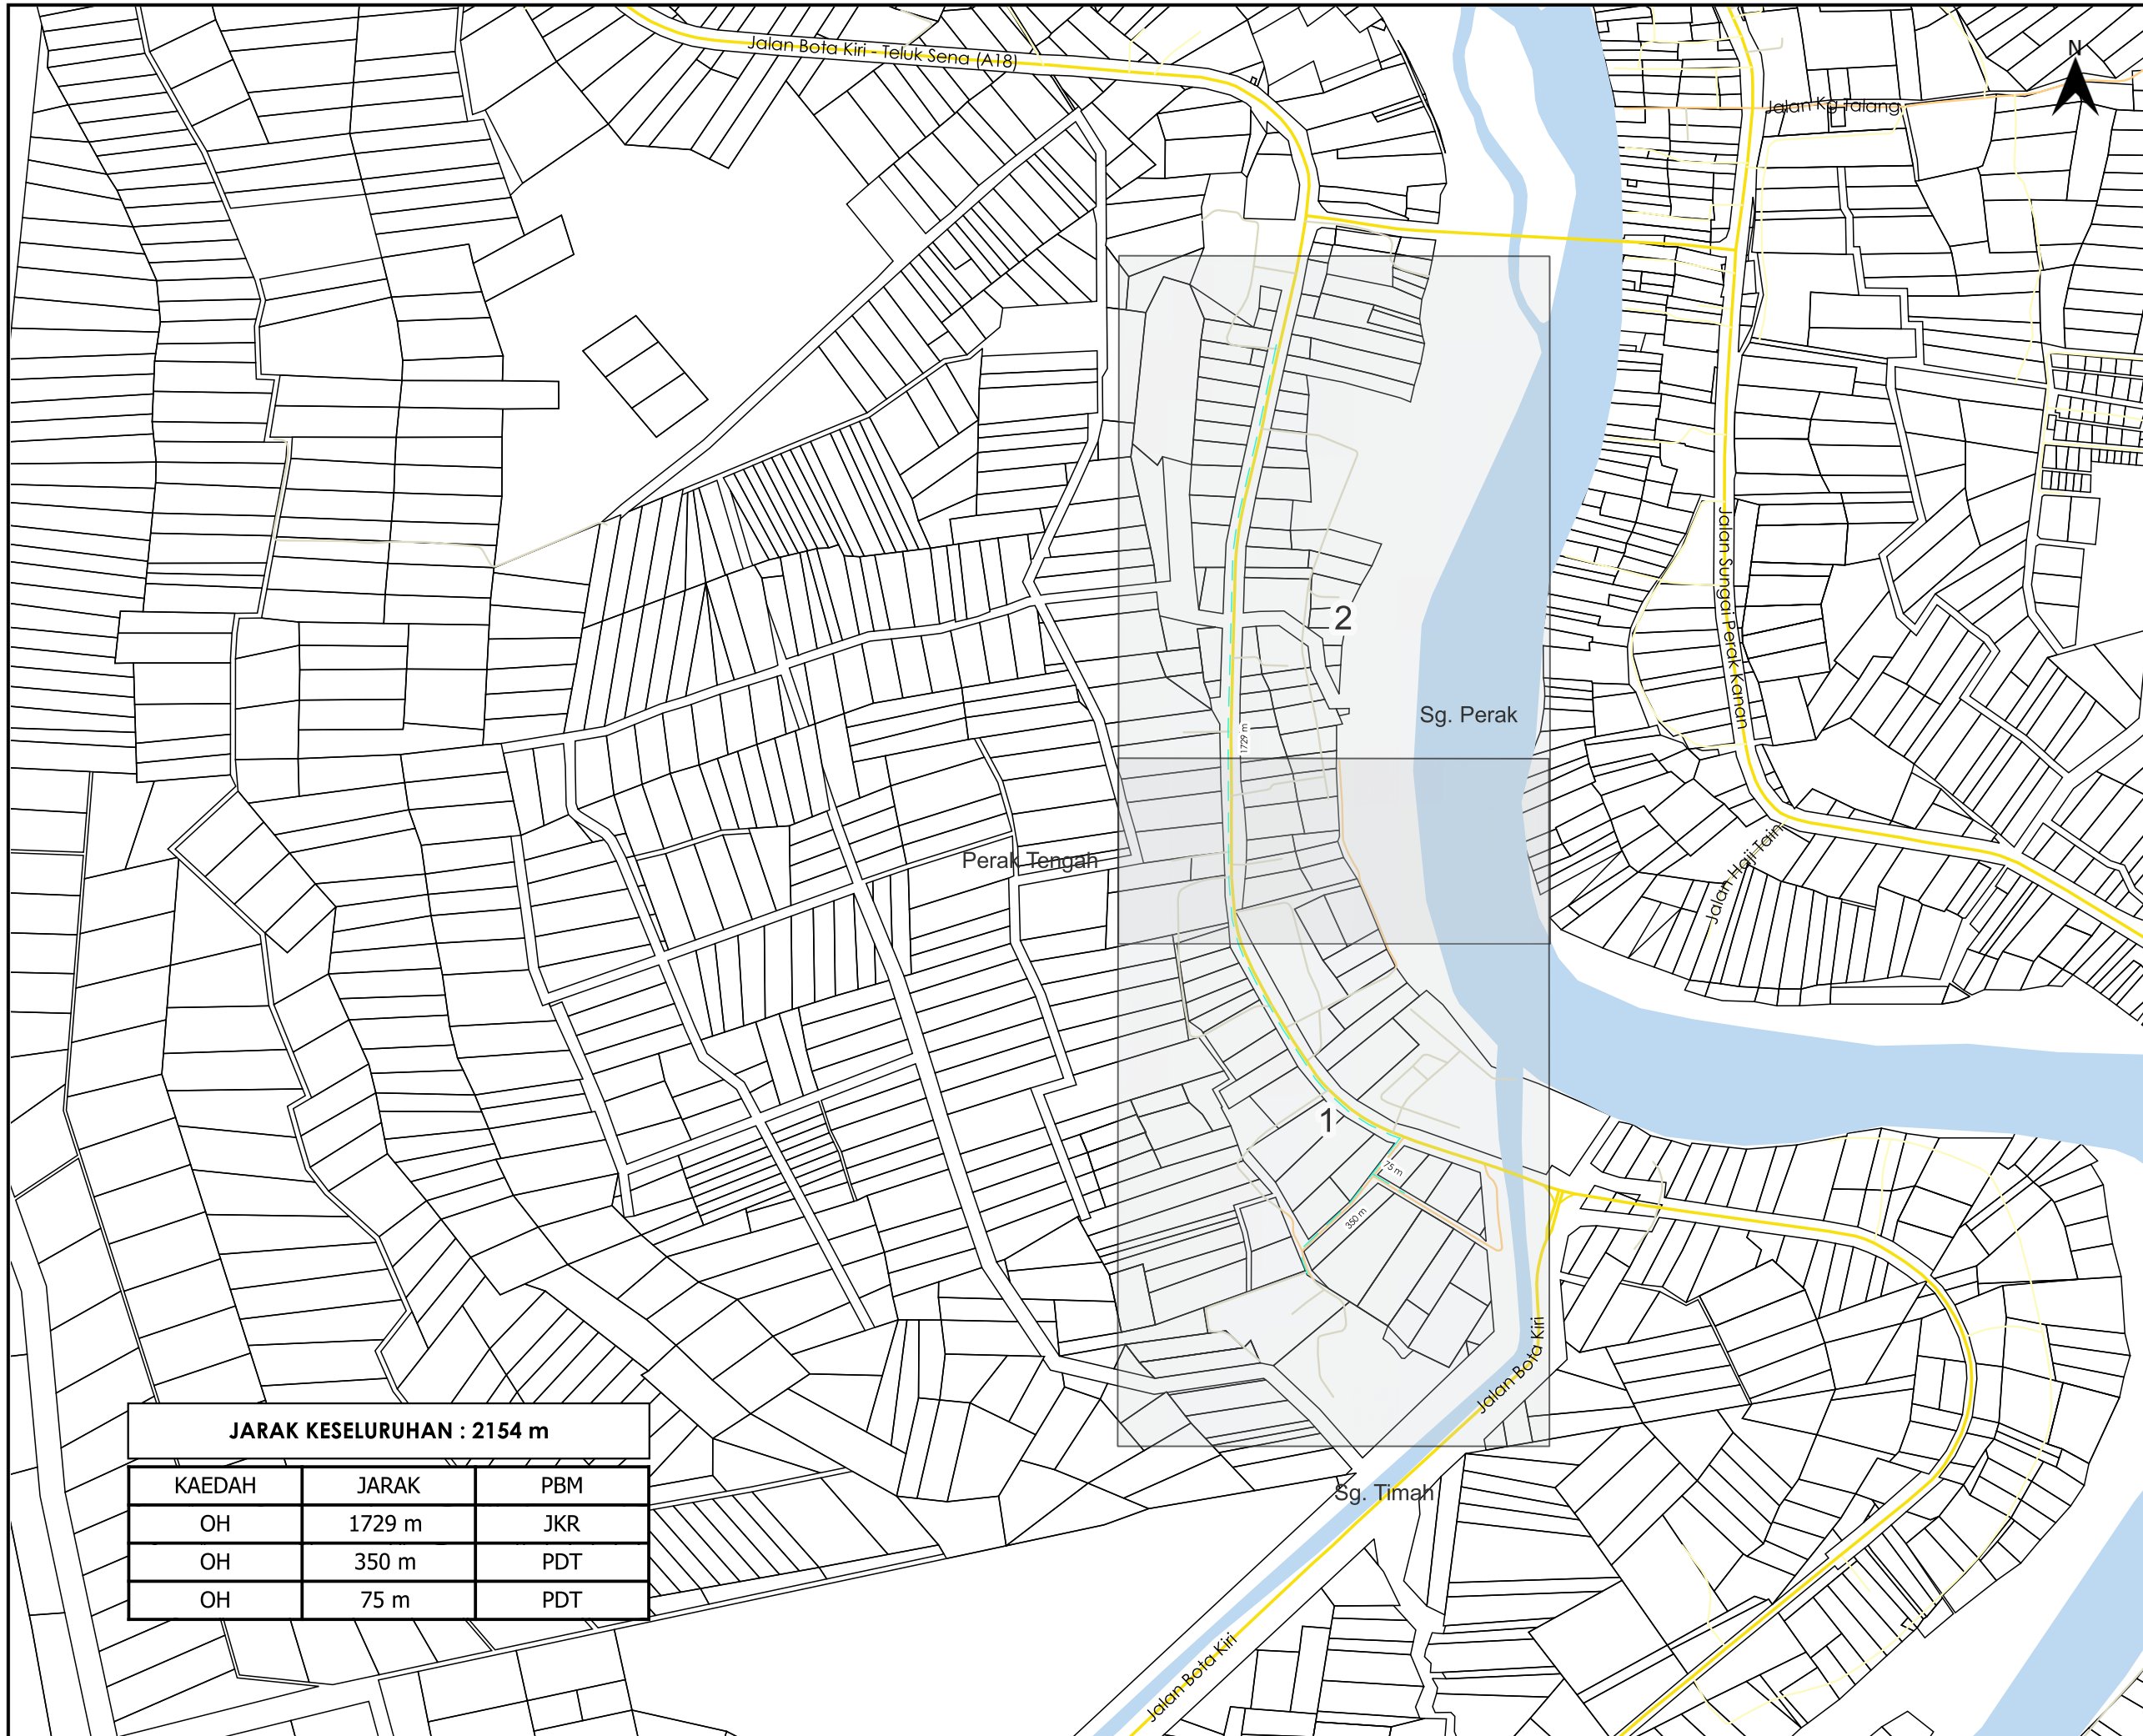 Jalan Bota Kiri - Teluk Sena (A18)
N
Jalan Kg Talang
Jalan Sungai Perak Kanan
2
Sg. Perak
1729 m
Perak Tengah
Jalan Haji Tain
1
75 m
350 m
Jalan Bota Kiri
Sg. Timah
Jalan Bota Kiri
JARAK KESELURUHAN : 2154 m
KAEDAH JARAK PBM
OH 1729 m JKR
OH 350 m PDT
OH 75 m PDT